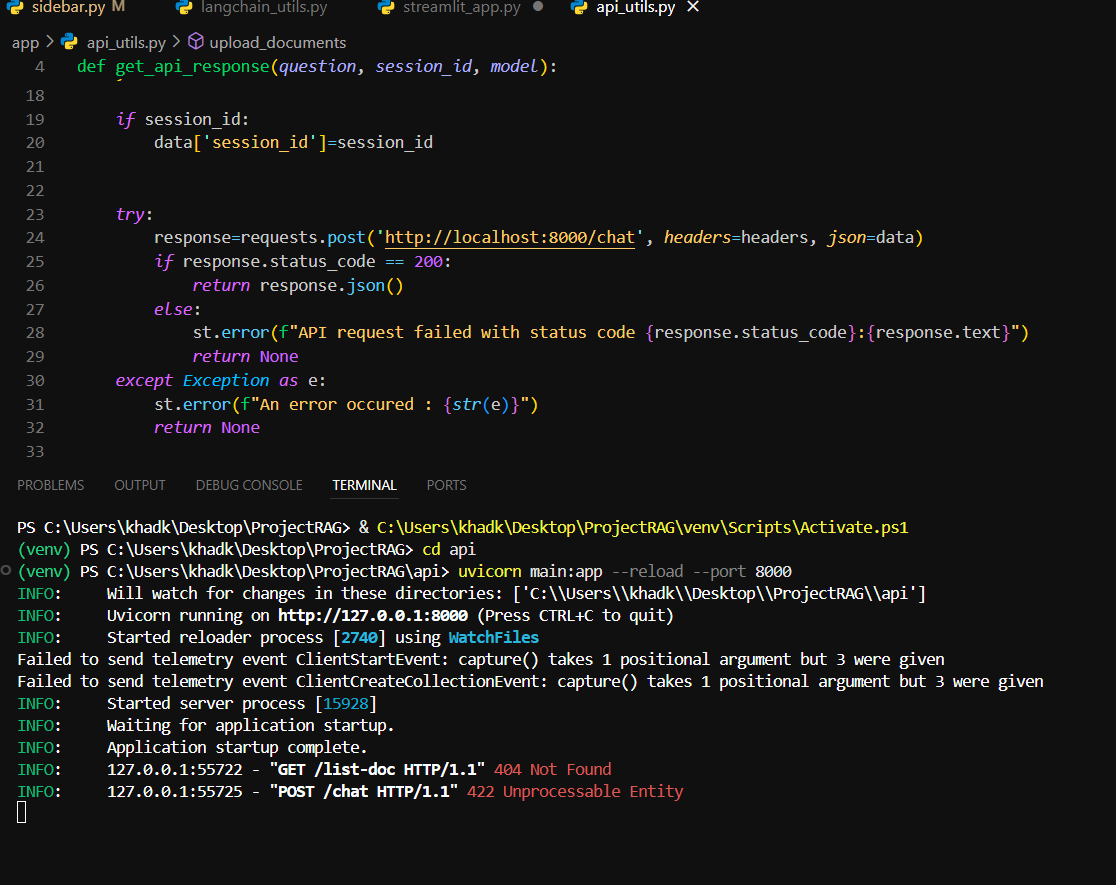 sidebar.py M langchain_utils.py streamlit_app.py api_utils.py
app > api_utils.py > upload_documents
4 def get_api_response(question, session_id, model):
18
19 if session_id:
20 data['session_id']=session_id
21
22
23 try:
24 response=requests.post('http://localhost:8000/chat', headers=headers, json=data)
25 if response.status_code == 200:
26 return response.json()
27 else:
28 st.error(f"API request failed with status code {response.status_code}:{response.text}")
29 return None
30 except Exception as e:
31 st.error(f"An error occured : {str(e)}")
32 return None
33
PROBLEMS OUTPUT DEBUG CONSOLE TERMINAL PORTS
PS C:\Users\khadk\Desktop\ProjectRAG> & C:\Users\khadk\Desktop\ProjectRAG\venv\Scripts\Activate.ps1
(venv) PS C:\Users\khadk\Desktop\ProjectRAG> cd api
(venv) PS C:\Users\khadk\Desktop\ProjectRAG\api> uvicorn main:app --reload --port 8000
INFO: Will watch for changes in these directories: ['C:\\Users\\khadk\\Desktop\\ProjectRAG\\api']
INFO: Uvicorn running on http://127.0.0.1:8000 (Press CTRL+C to quit)
INFO: Started reloader process [2740] using WatchFiles
Failed to send telemetry event ClientStartEvent: capture() takes 1 positional argument but 3 were given
Failed to send telemetry event ClientCreateCollectionEvent: capture() takes 1 positional argument but 3 were given
INFO: Started server process [15928]
INFO: Waiting for application startup.
INFO: Application startup complete.
INFO: 127.0.0.1:55722 - "GET /list-doc HTTP/1.1" 404 Not Found
INFO: 127.0.0.1:55725 - "POST /chat HTTP/1.1" 422 Unprocessable Entity